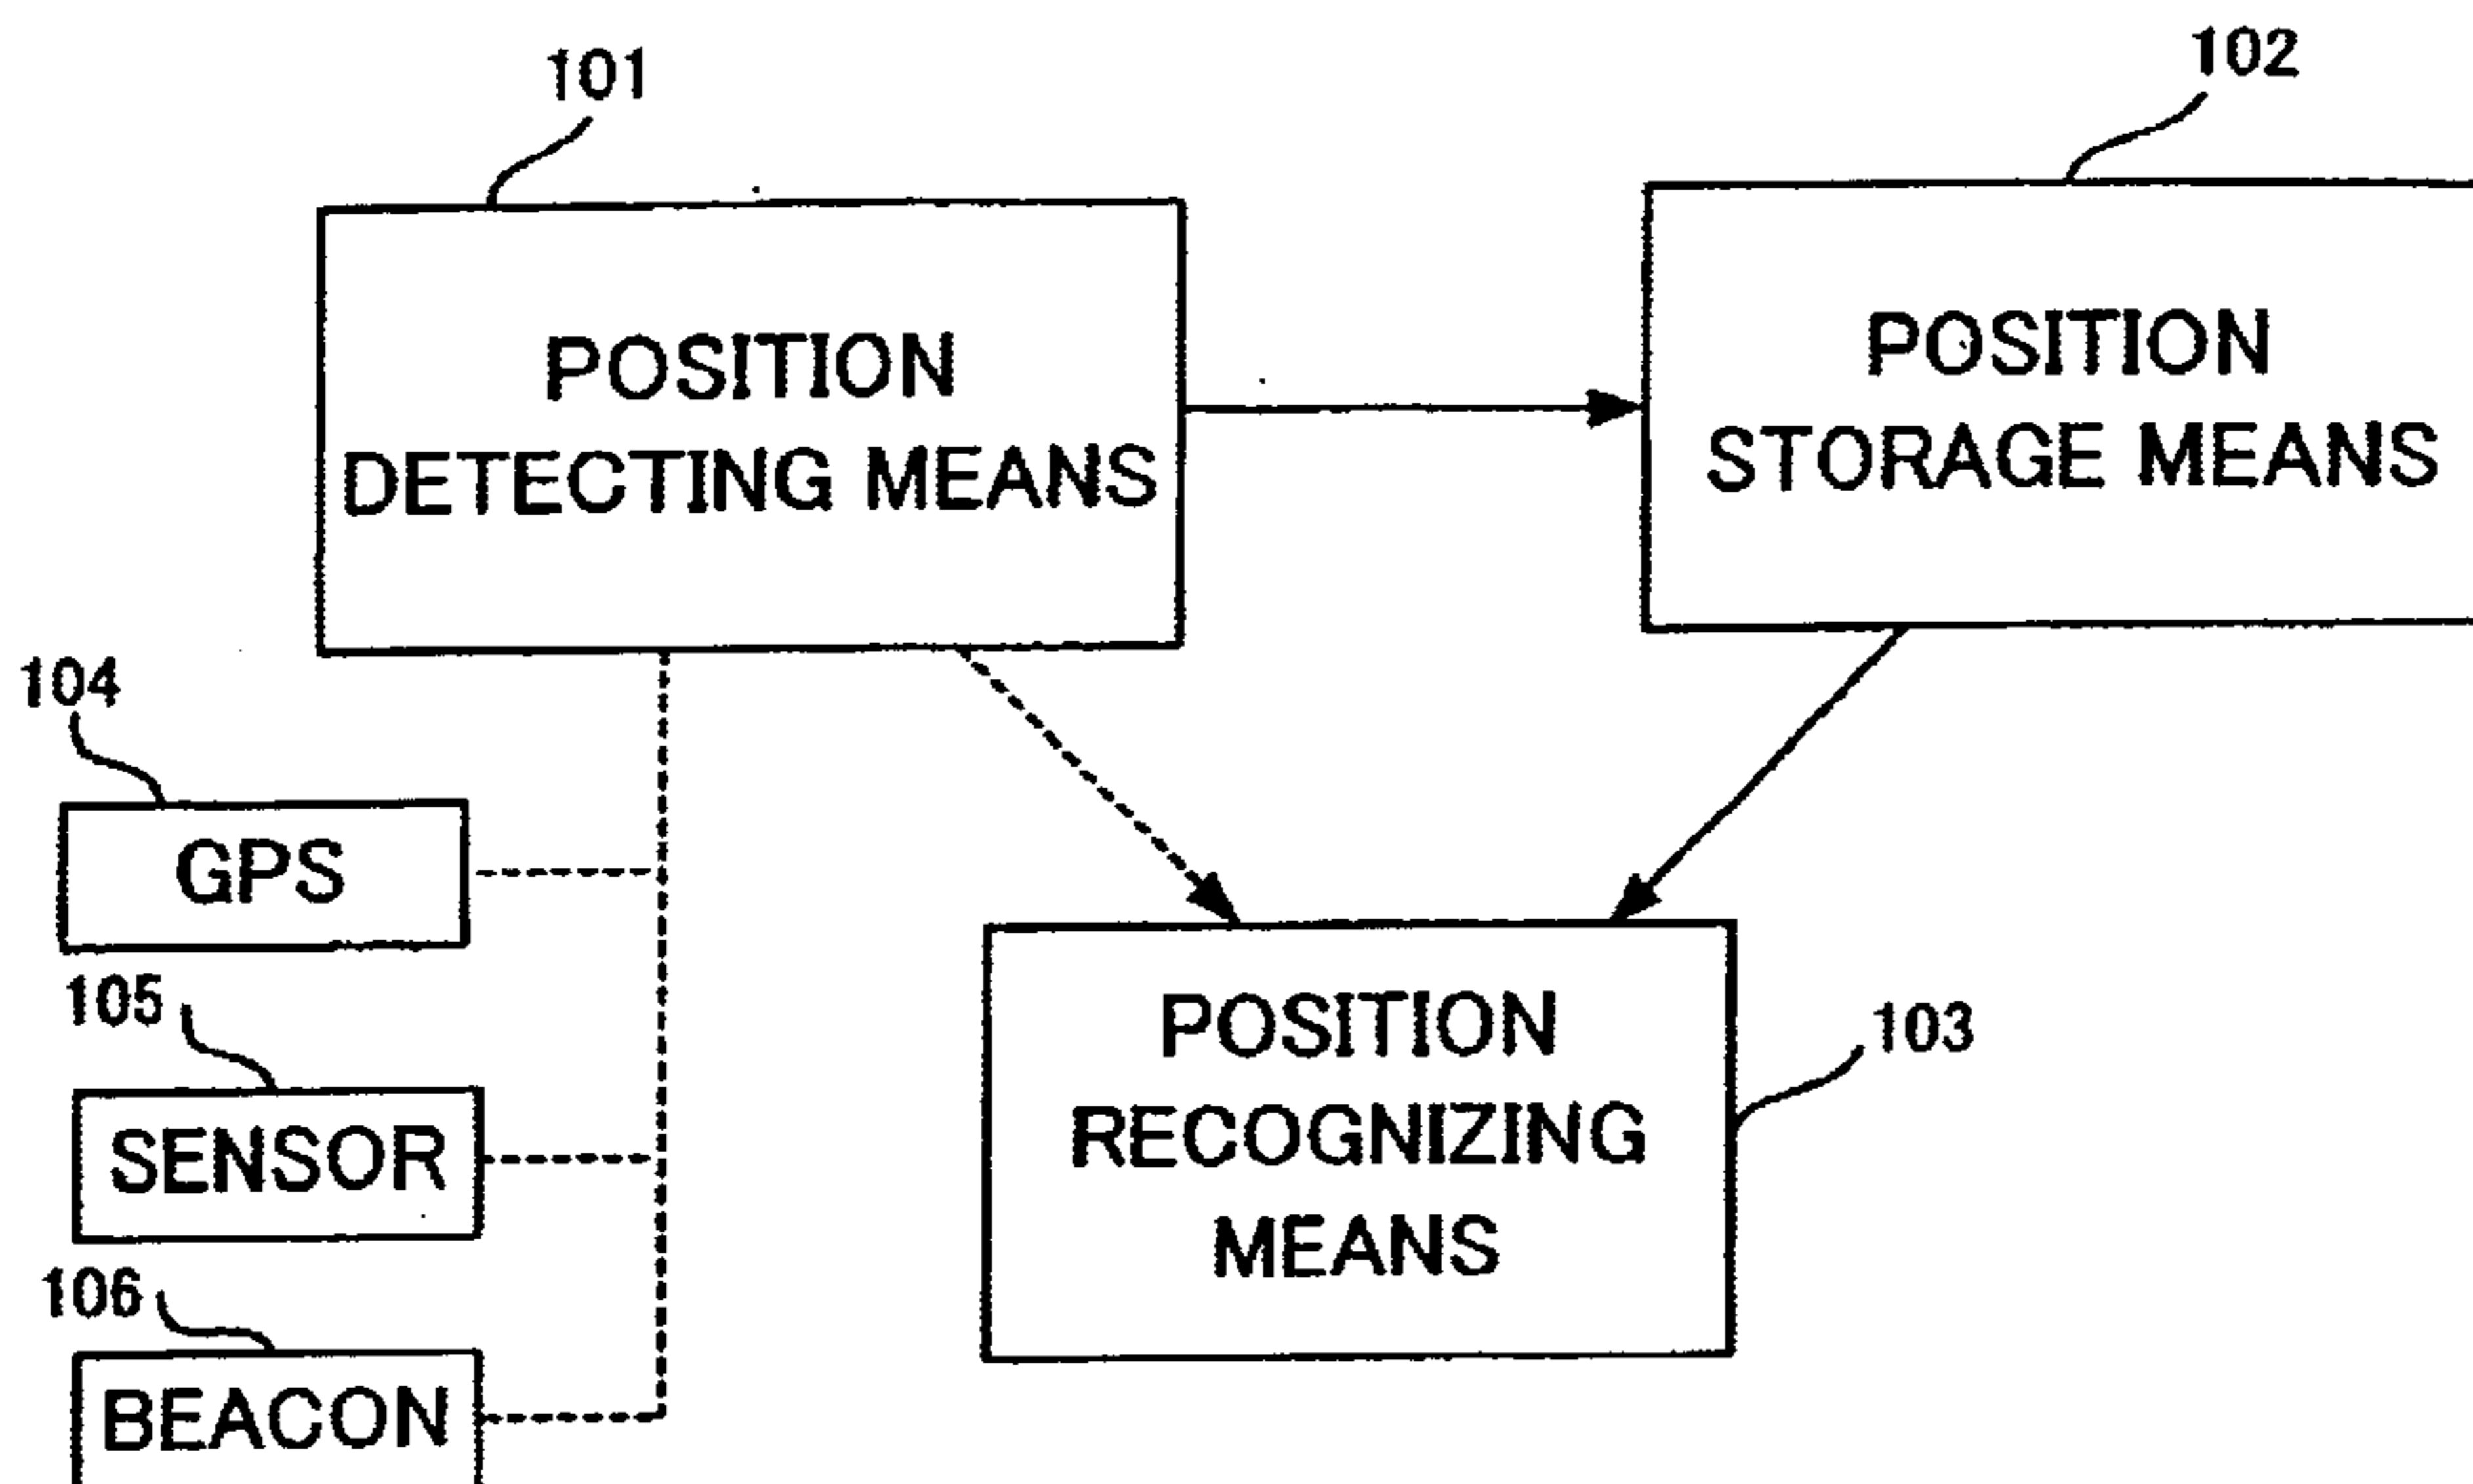 101
102
POSITION
DETECTING MEANS
POSITION
STORAGE MEANS
104
GPS
105
SENSOR
106
BEACON
POSITION
RECOGNIZING
MEANS
103